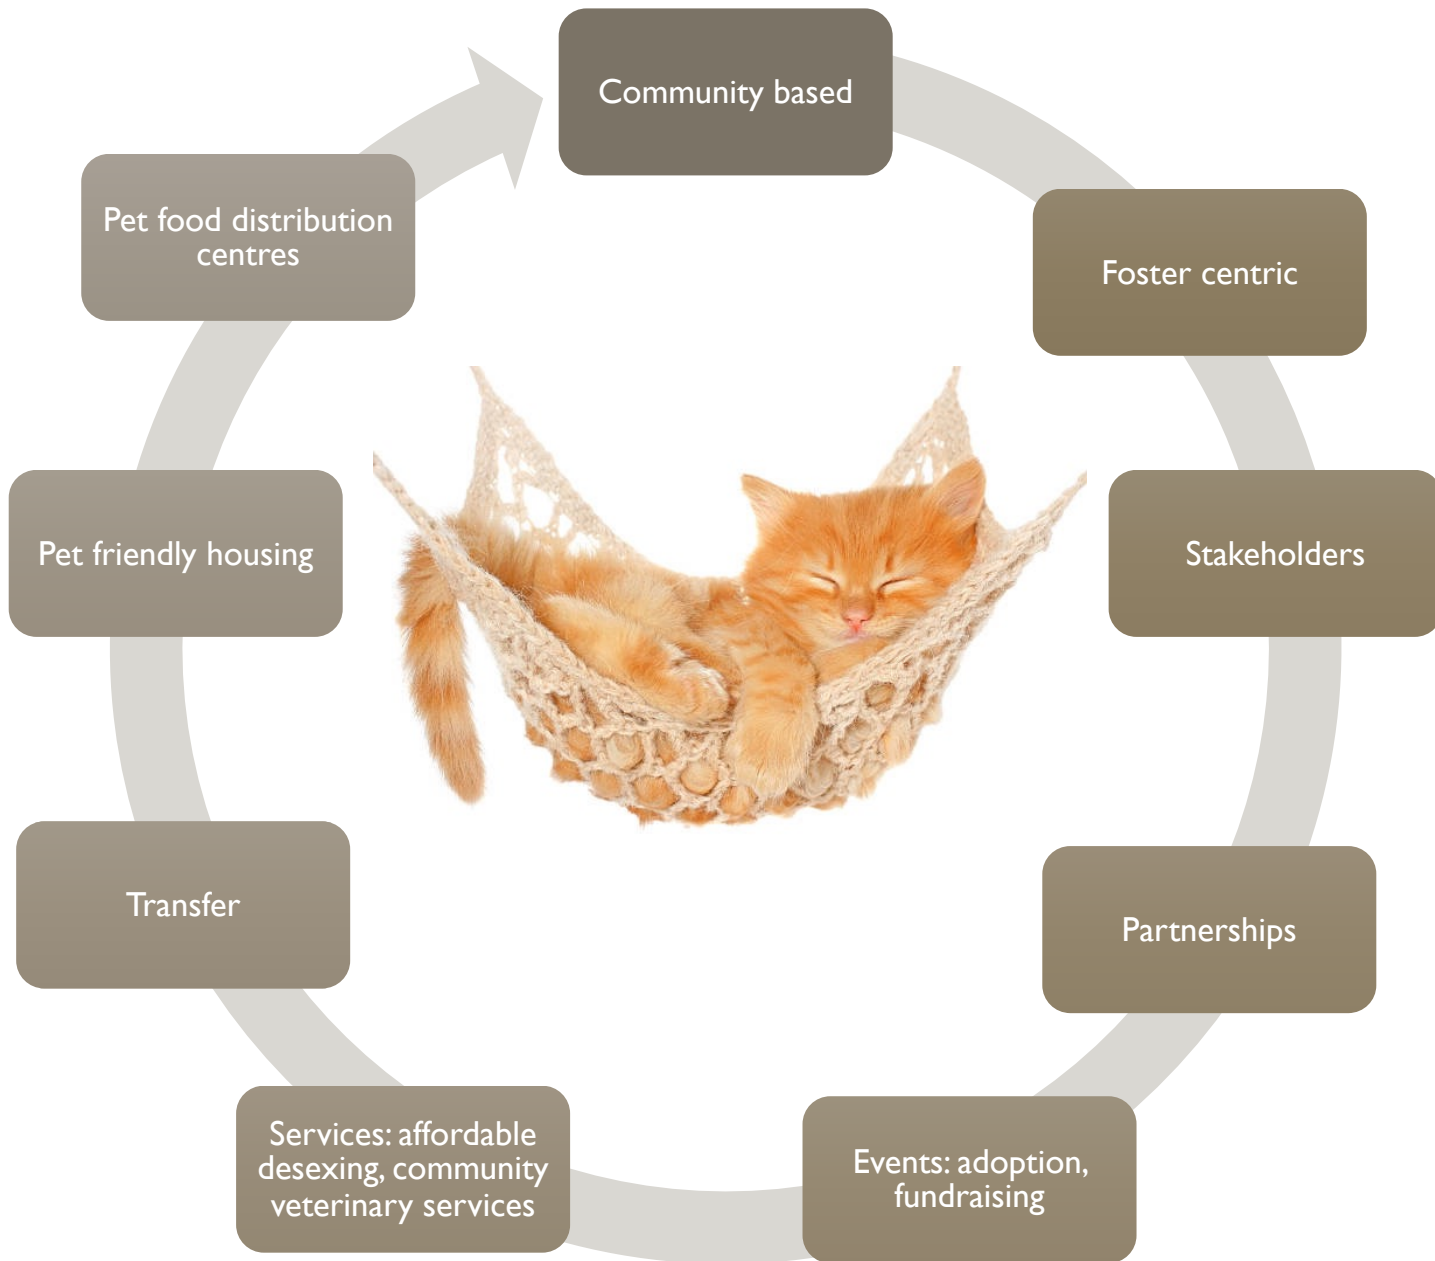 Community based
Foster centric
Stakeholders
Partnerships
Events: adoption,
fundraising
Services: affordable
desexing, community
veterinary services
Transfer
Pet friendly housing
Pet food distribution
centres